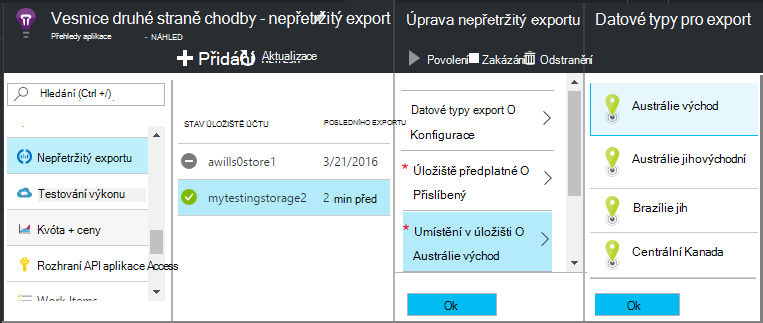 Vesnice druhé straně chodby - nepřetržitý export
Přehledy aplikace - NÁHLED
Přidání Aktualizace
Hledání (Ctrl +/)
Nepřetržitý exportu
Testování výkonu
Kvóta + ceny
Rozhraní API aplikace Access
Work Items
STAV ÚLOŽIŠTĚ ÚČTU POSLEDNÍHO EXPORTU
awills0store1 3/21/2016
mytestingstorage2 2 min před
Úprava nepřetržitý exportu
Povolení Zakázání Odstranění
Datové typy export O
Konfigurace
* Úložiště předplatné O
Přislíbený
* Umístění v úložišti O
Austrálie východ
Ok
Datové typy pro export
Austrálie východ
Austrálie jihovýchodní
Brazílie jih
Centrální Kanada
Ok